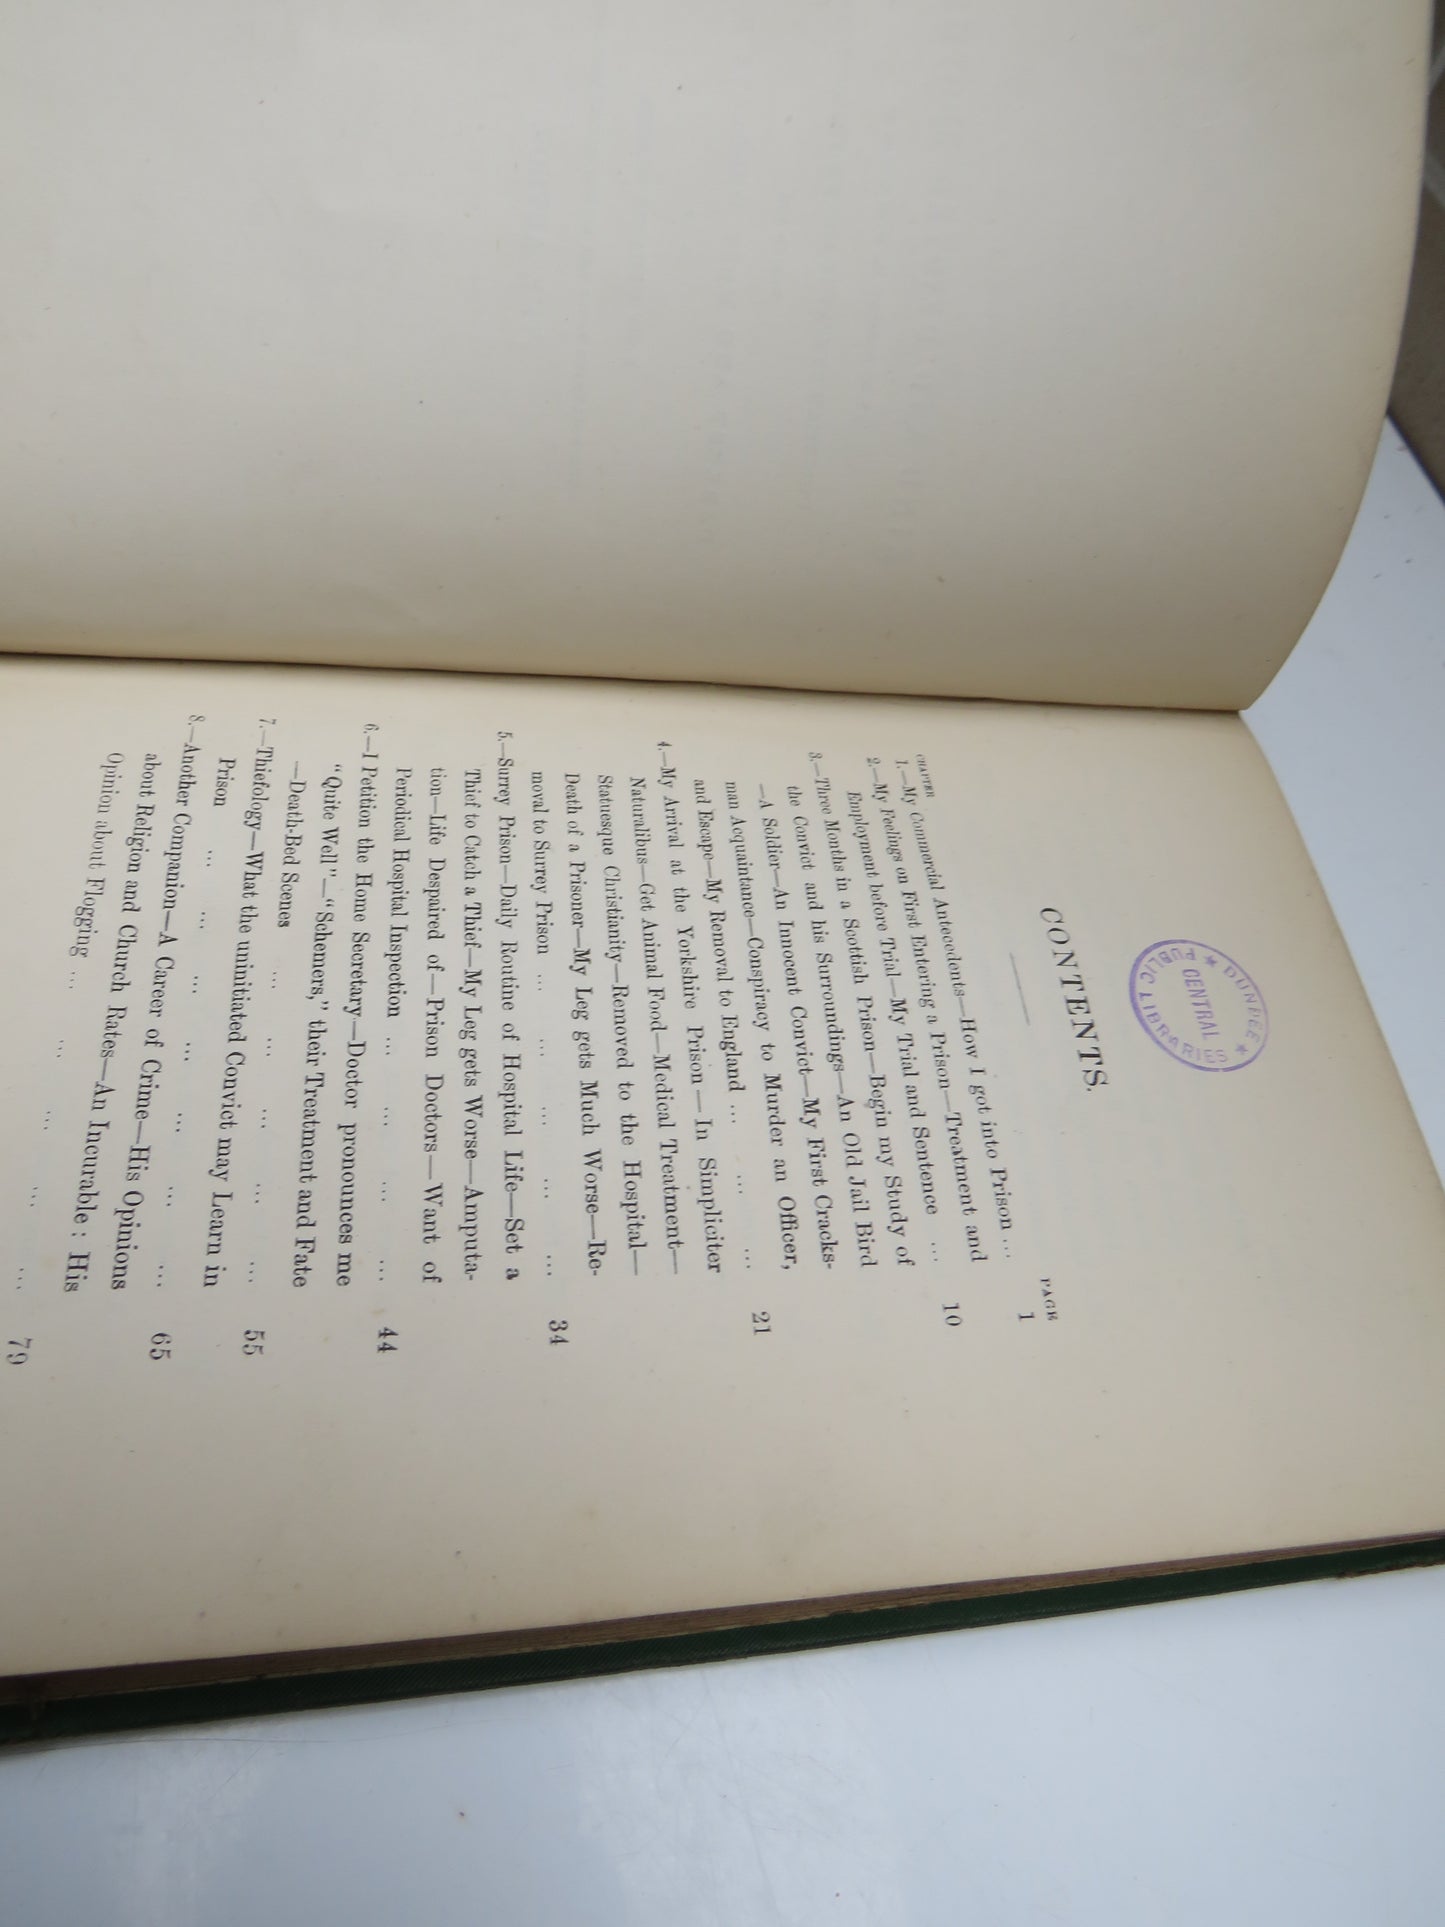 ★ DUNDEE ★
CENTRAL
PUBLIC LIBRARIES
CONTENTS.
CHAPTER PAGE
1.—My Commercial Antecedents—How I got into Prison ... 1
2.—My Feelings on First Entering a Prison—Treatment and
Employment before Trial—My Trial and Sentence ... 10
3.—Three Months in a Scottish Prison—Begin my Study of
the Convict and his Surroundings—An Old Jail Bird
—A Soldier—An Innocent Convict—My First Cracks-
man Acquaintance—Conspiracy to Murder an Officer,
and Escape—My Removal to England ... ... ... 21
4.—My Arrival at the Yorkshire Prison—In Simpliciter
Naturalibus—Get Animal Food—Medical Treatment—
Statuesque Christianity—Removed to the Hospital—
Death of a Prisoner—My Leg gets Much Worse—Re-
moval to Surrey Prison ... ... ... ... ... 34
5.—Surrey Prison—Daily Routine of Hospital Life—Set a
Thief to Catch a Thief—My Leg gets Worse—Amputa-
tion—Life Despaired of—Prison Doctors—Want of
Periodical Hospital Inspection ... ... ... ... 44
6.—I Petition the Home Secretary—Doctor pronounces me
“Quite Well”—“Schemers,” their Treatment and Fate
—Death-Bed Scenes ... ... ... ... ... 55
7.—Thiefology—What the uninitiated Convict may Learn in
Prison ... ... ... ... ... ... ... 65
8.—Another Companion—A Career of Crime—His Opinions
about Religion and Church Rates—An Incurable: His
Opinion about Flogging ... ... ... ... ... 79